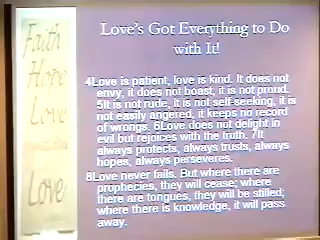 Faith
Hope
Love
Love
Love's Got Everything to Do
with It!
4Love is patient, love is kind. It does not
envy, it does not boast, it is not proud.
5It is not rude, it is not self-seeking, it is
not easily angered, it keeps no record
of wrongs. 6Love does not delight in
evil but rejoices with the truth. 7It
always protects, always trusts, always
hopes, always perseveres.
8Love never fails. But where there are
prophecies, they will cease; where
there are tongues, they will be stilled;
where there is knowledge, it will pass
away.